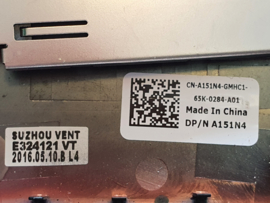 CN-A151N4-GMHC1-
65K-0284-A01
Made In China
DP/N A151N4
SUZHOU VENT
E324121 VT
2016.05.10.B L4